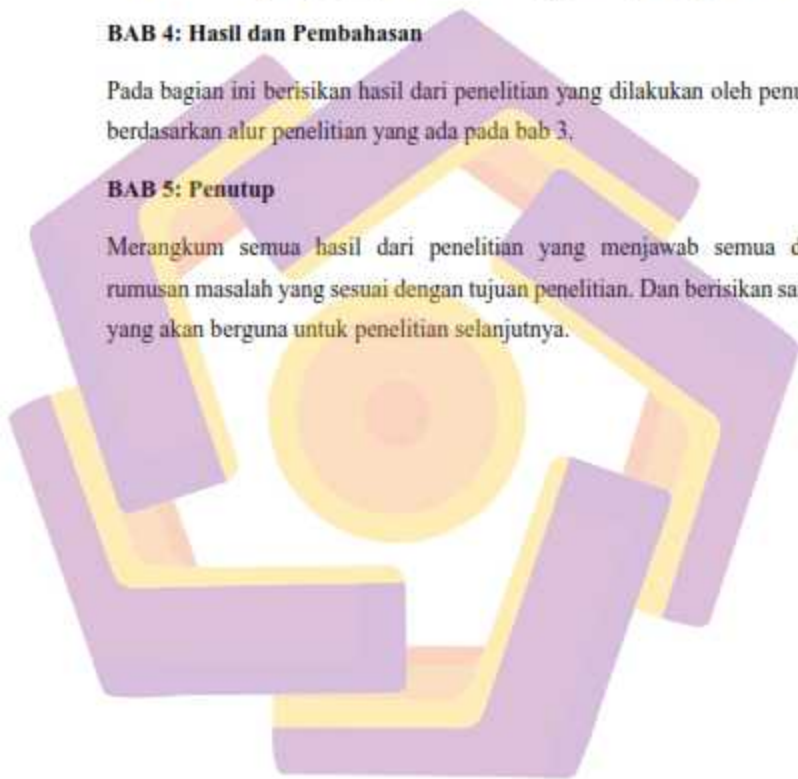 BAB 4: Hasil dan Pembahasan
Pada bagian ini berisikan hasil dari penelitian yang dilakukan oleh
berdasarkan alur penelitian yang ada pada bab 3.
BAB 5: Penutup
Merangkum semua hasil dari penelitian yang menjawab semua
rumusan masalah yang sesuai dengan tujuan penelitian. Dan berisikan
yang akan berguna untuk penelitian selanjutnya.